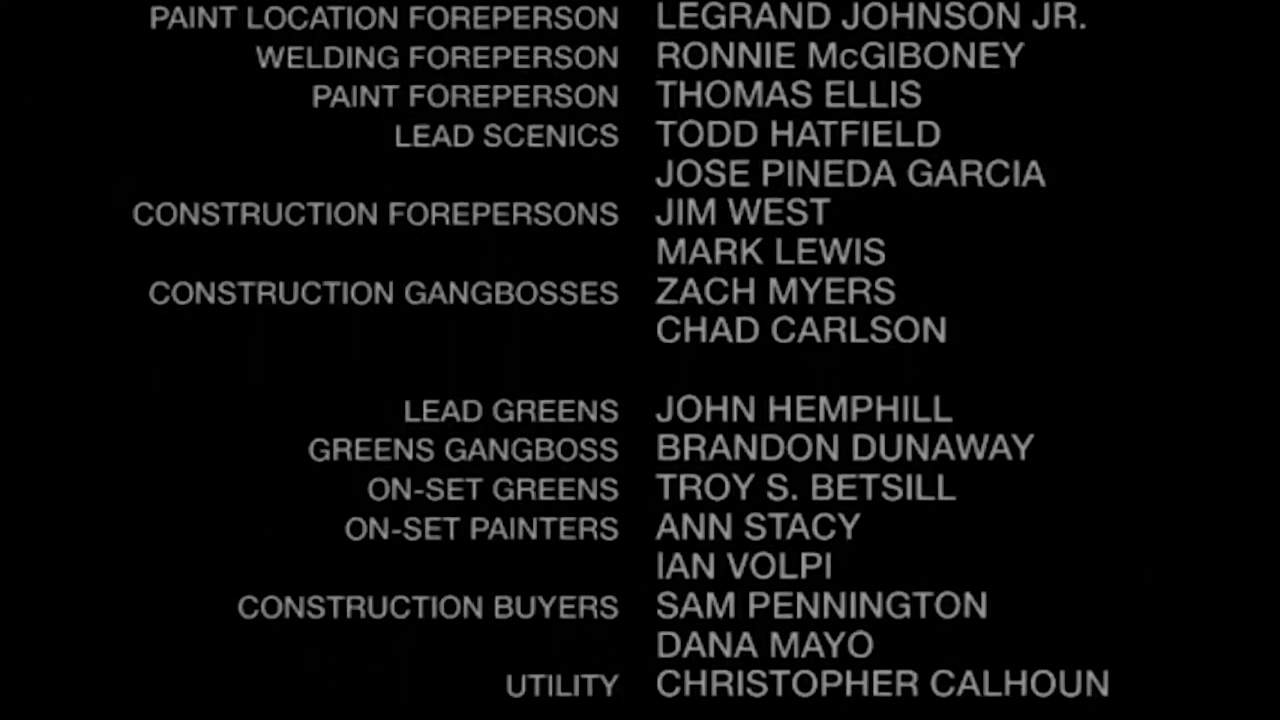 PAINT LOCATION FOREPERSON LEGRAND JOHNSON JR.
WELDING FOREPERSON RONNIE McGIBONEY
PAINT FOREPERSON THOMAS ELLIS
LEAD SCENICS TODD HATFIELD
JOSE PINEDA GARCIA
CONSTRUCTION FOREPERSONS JIM WEST
MARK LEWIS
CONSTRUCTION GANGBOSSES ZACH MYERS
CHAD CARLSON
LEAD GREENS JOHN HEMPHILL
GREENS GANGBOSS BRANDON DUNAWAY
ON-SET GREENS TROY S. BETSILL
ON-SET PAINTERS ANN STACY
IAN VOLPI
CONSTRUCTION BUYERS SAM PENNINGTON
DANA MAYO
UTILITY CHRISTOPHER CALHOUN